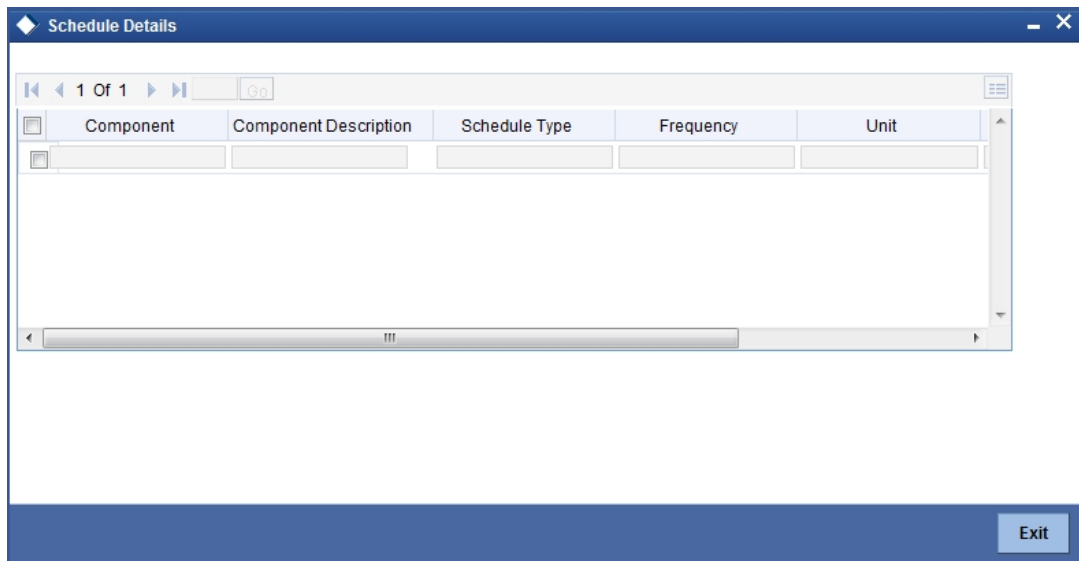 Schedule Details
1 Of 1 Go
Component Component Description Schedule Type Frequency Unit
Exit